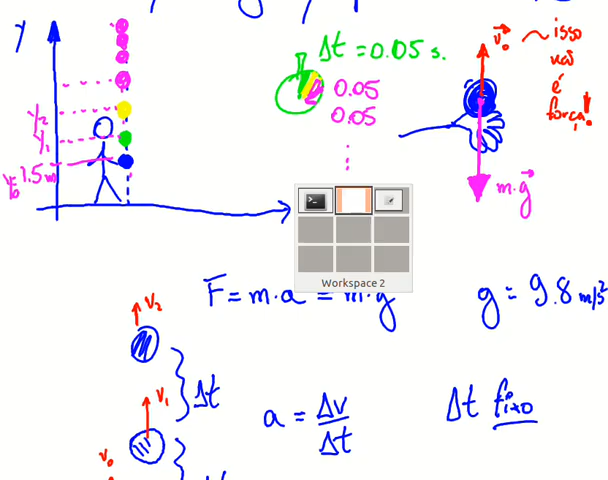 y
Δt = 0.05 s.
0.05
0.05
v₀
isso
não
é
força!
y₂
y₁
y₀ 1.5 m
m·g
Workspace 2
F = m·a = m·g
g = 9.8 m/s²
v₂
Δt
v₁
a = Δv/Δt
Δt fixo
v₀